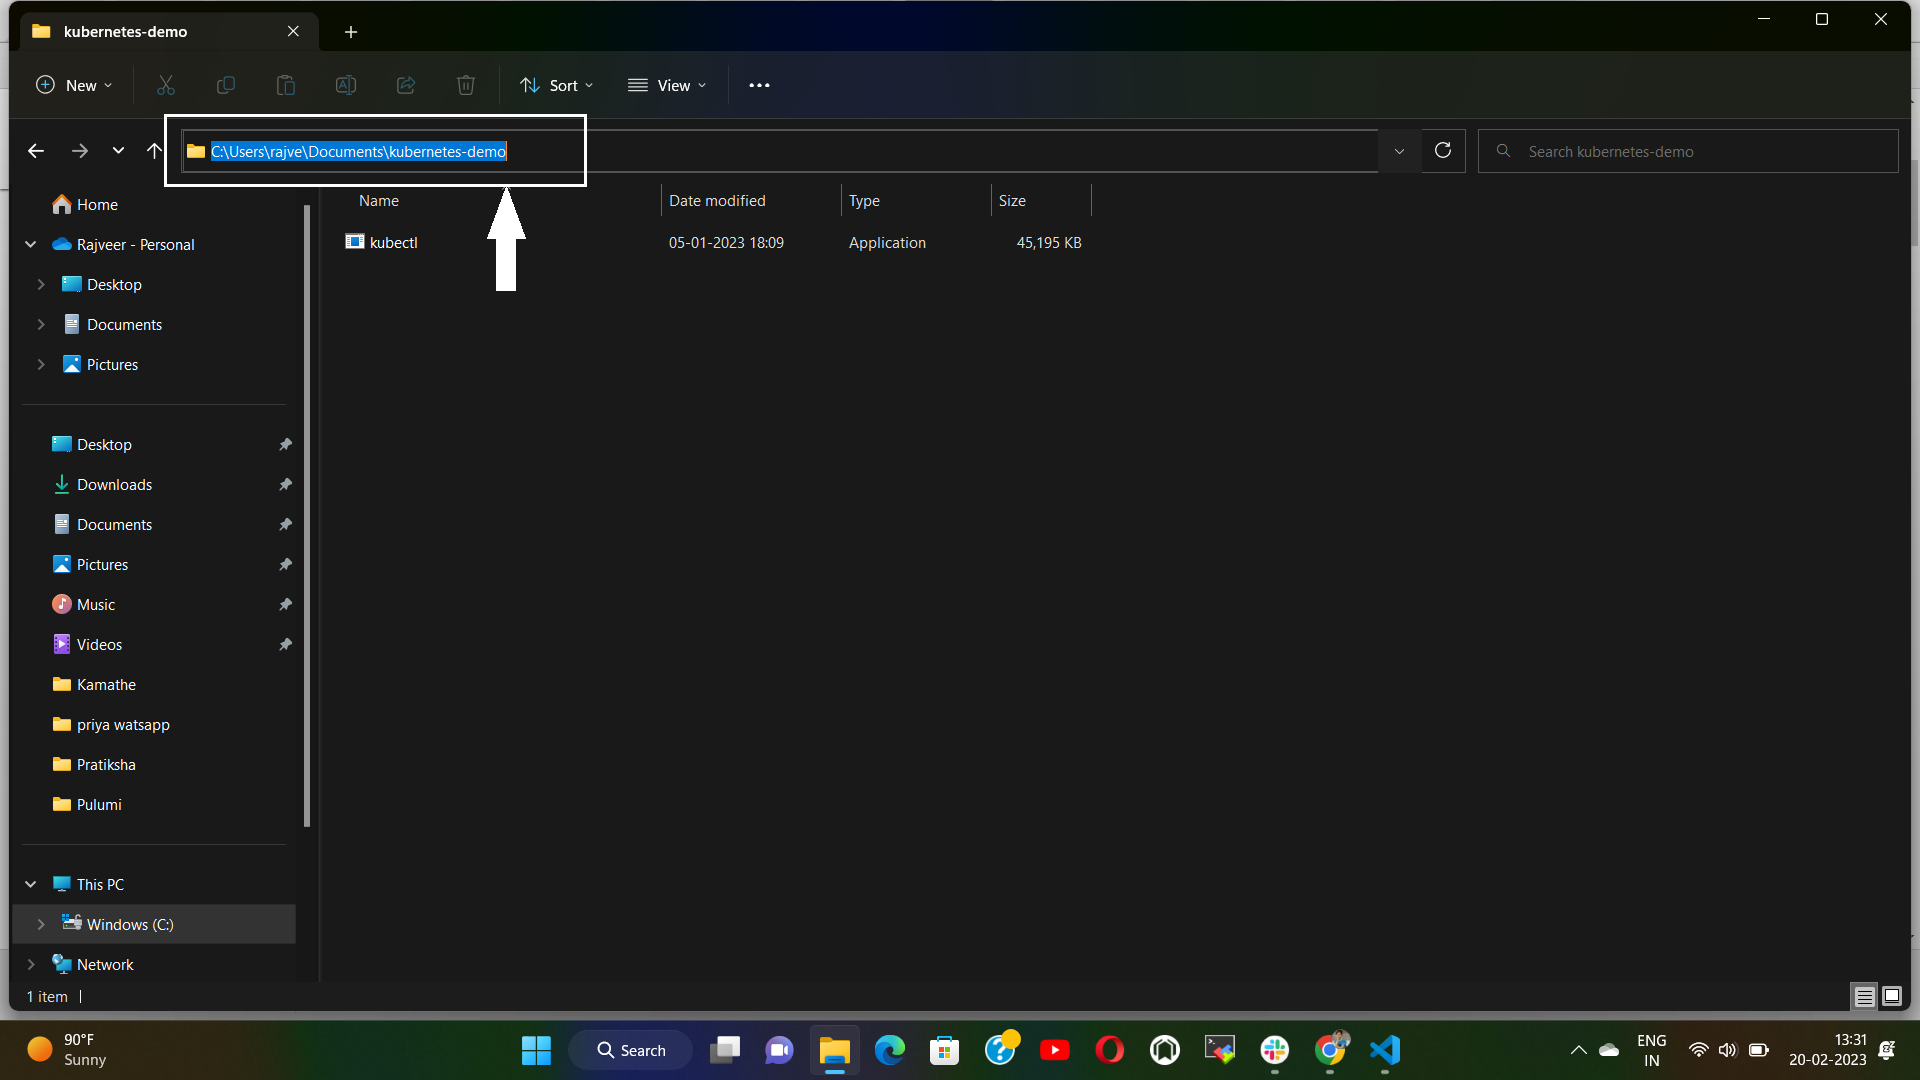 kubernetes-demo
New
Sort
View
C:\Users\rajve\Documents\kubernetes-demo
Search kubernetes-demo
Name Date modified Type Size
kubectl 05-01-2023 18:09 Application 45,195 KB
Home
Rajveer - Personal
Desktop
Documents
Pictures
Desktop
Downloads
Documents
Pictures
Music
Videos
Kamathe
priya watsapp
Pratiksha
Pulumi
This PC
Windows (C:)
Network
1 item
90°F
Sunny
Search
ENG
IN
13:31
20-02-2023